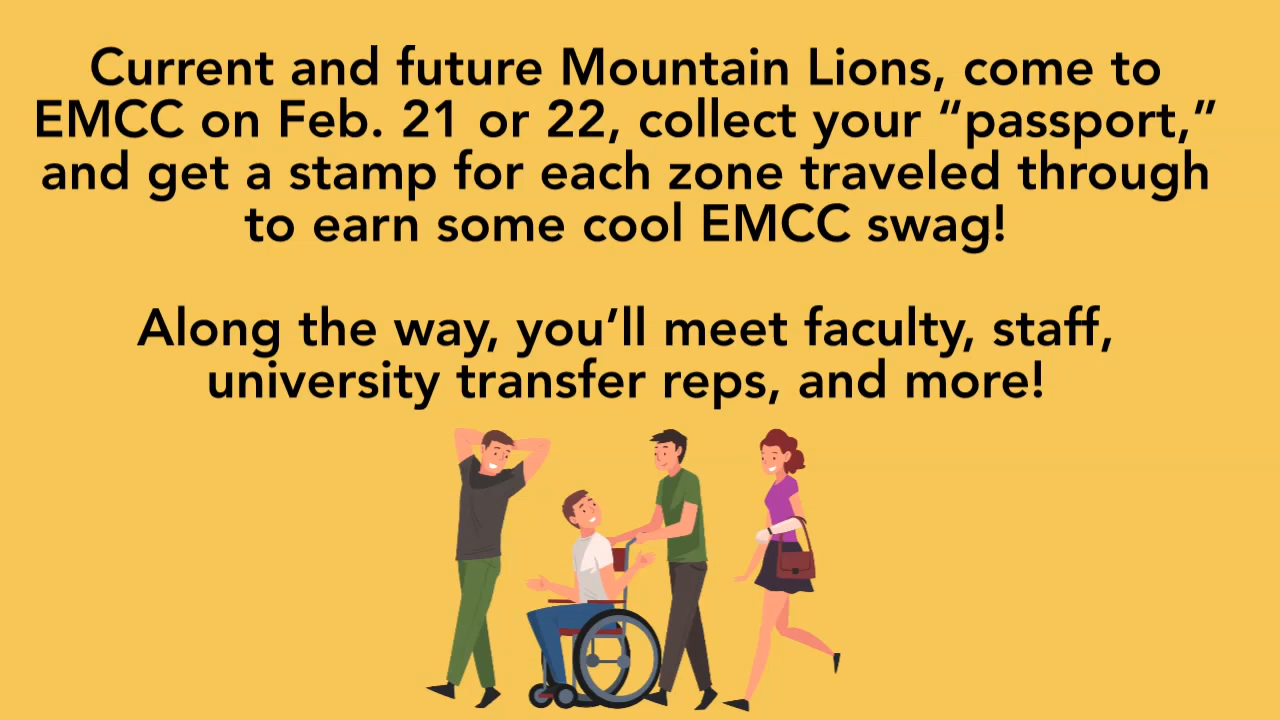 Current and future Mountain Lions, come to
EMCC on Feb. 21 or 22, collect your “passport,”
and get a stamp for each zone traveled through
to earn some cool EMCC swag!
Along the way, you’ll meet faculty, staff,
university transfer reps, and more!